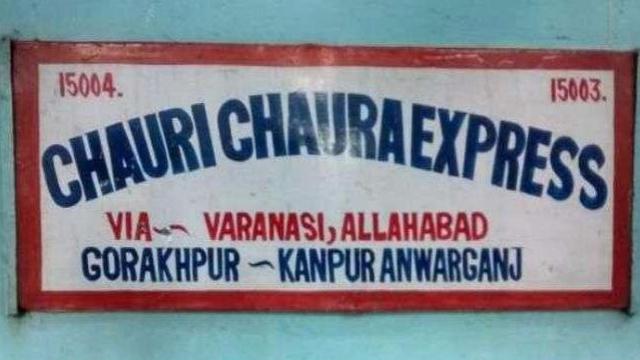 15004. 15003.
CHAURI CHAURA EXPRESS
VIA~ VARANASI, ALLAHABAD
GORAKHPUR ~ KANPUR ANWARGANJ